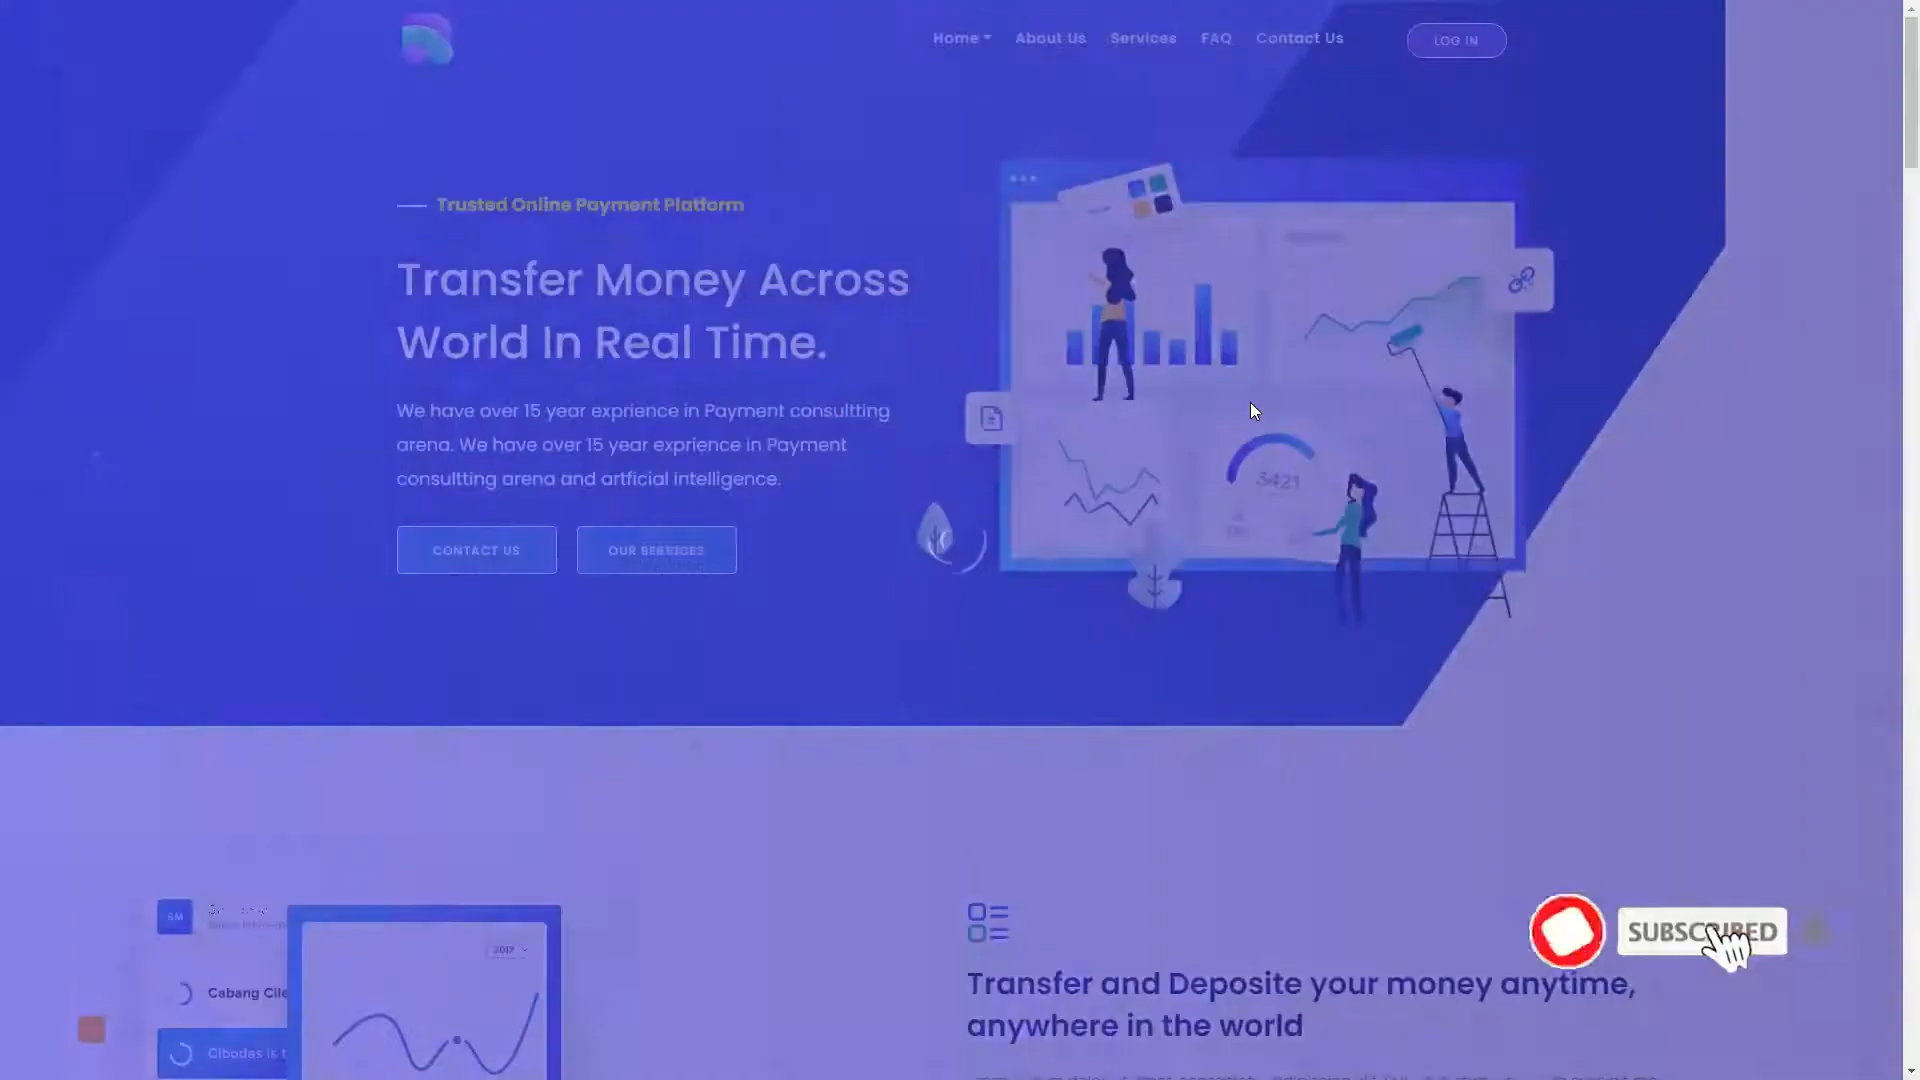 Home
About Us
Services
FAQ
Contact Us
LOG IN
Trusted Online Payment Platform
Transfer Money Across
World In Real Time.
We have over 15 year exprience in Payment consultting
arena. We have over 15 year exprience in Payment
consultting arena and artficial intelligence.
CONTACT US
OUR SERVICES
3421
SM
2017
Cabang Cile
Cibodas is t
SUBSCRIBED
Transfer and Deposite your money anytime,
anywhere in the world